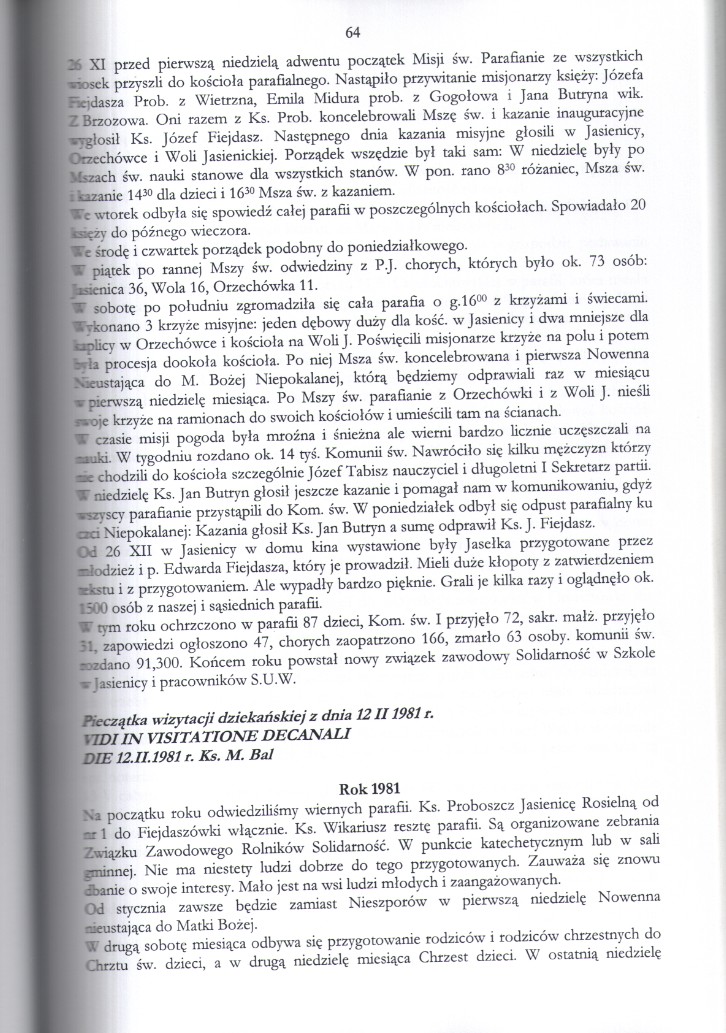 64
26 XI przed pierwszą niedzielą adwentu początek Misji św. Parafianie ze wszystkich
wiosek przyszli do kościoła parafialnego. Nastąpiło przywitanie misjonarzy księży: Józefa
Fiejdasza Prob. z Wietrzna, Emila Midura prob. z Gogołowa i Jana Butryna wik.
Z Brzozowa. Oni razem z Ks. Prob. koncelebrowali Mszę św. i kazanie inauguracyjne
wygłosił Ks. Józef Fiejdasz. Następnego dnia kazania misyjne głosili w Jasienicy,
Orzechówce i Woli Jasienickiej. Porządek wszędzie był taki sam: W niedzielę były po
Mszach św. nauki stanowe dla wszystkich stanów. W pon. rano 8³⁰ różaniec, Msza św.
i kazanie 14³⁰ dla dzieci i 16³⁰ Msza św. z kazaniem.
We wtorek odbyła się spowiedź całej parafii w poszczególnych kościołach. Spowiadało 20
księży do późnego wieczora.
We środę i czwartek porządek podobny do poniedziałkowego.
W piątek po rannej Mszy św. odwiedziny z P.J. chorych, których było ok. 73 osób:
Jasienica 36, Wola 16, Orzechówka 11.
W sobotę po południu zgromadziła się cała parafia o g.16⁰⁰ z krzyżami i świecami.
Wykonano 3 krzyże misyjne: jeden dębowy duży dla kość. w Jasienicy i dwa mniejsze dla
kaplicy w Orzechówce i kościoła na Woli J. Poświęcili misjonarze krzyże na polu i potem
była procesja dookoła kościoła. Po niej Msza św. koncelebrowana i pierwsza Nowenna
Nieustająca do M. Bożej Niepokalanej, którą będziemy odprawiali raz w miesiącu
w pierwszą niedzielę miesiąca. Po Mszy św. parafianie z Orzechówki i z Woli J. nieśli
swoje krzyże na ramionach do swoich kościołów i umieścili tam na ścianach.
W czasie misji pogoda była mroźna i śnieżna ale wierni bardzo licznie uczęszczali na
nauki. W tygodniu rozdano ok. 14 tyś. Komunii św. Nawróciło się kilku mężczyzn którzy
nie chodzili do kościoła szczególnie Józef Tabisz nauczyciel i długoletni I Sekretarz partii.
W niedzielę Ks. Jan Butryn głosił jeszcze kazanie i pomagał nam w komunikowaniu, gdyż
wszyscy parafianie przystąpili do Kom. św. W poniedziałek odbył się odpust parafialny ku
czci Niepokalanej: Kazania głosił Ks. Jan Butryn a sumę odprawił Ks. J. Fiejdasz.
Od 26 XII w Jasienicy w domu kina wystawione były Jasełka przygotowane przez
młodzież i p. Edwarda Fiejdasza, który je prowadził. Mieli duże kłopoty z zatwierdzeniem
tekstu i z przygotowaniem. Ale wypadły bardzo pięknie. Grali je kilka razy i oglądnęło ok.
1500 osób z naszej i sąsiednich parafii.
W tym roku ochrzczono w parafii 87 dzieci, Kom. św. I przyjęło 72, sakr. małż. przyjęło
31, zapowiedzi ogłoszono 47, chorych zaopatrzono 166, zmarło 63 osoby. komunii św.
rozdano 91,300. Końcem roku powstał nowy związek zawodowy Solidarność w Szkole
w Jasienicy i pracowników S.U.W.
Pieczątka wizytacji dziekańskiej z dnia 12 II 1981 r.
VIDI IN VISITATIONE DECANALI
DIE 12.II.1981 r. Ks. M. Bal
Rok 1981
Na początku roku odwiedziliśmy wiernych parafii. Ks. Proboszcz Jasienicę Rosielną od
nr 1 do Fiejdaszówki włącznie. Ks. Wikariusz resztę parafii. Są organizowane zebrania
Związku Zawodowego Rolników Solidarność. W punkcie katechetycznym lub w sali
gminnej. Nie ma niestety ludzi dobrze do tego przygotowanych. Zauważa się znowu
dbanie o swoje interesy. Mało jest na wsi ludzi młodych i zaangażowanych.
Od stycznia zawsze będzie zamiast Nieszporów w pierwszą niedzielę Nowenna
nieustająca do Matki Bożej.
W drugą sobotę miesiąca odbywa się przygotowanie rodziców i rodziców chrzestnych do
Chrztu św. dzieci, a w drugą niedzielę miesiąca Chrzest dzieci. W ostatnią niedzielę